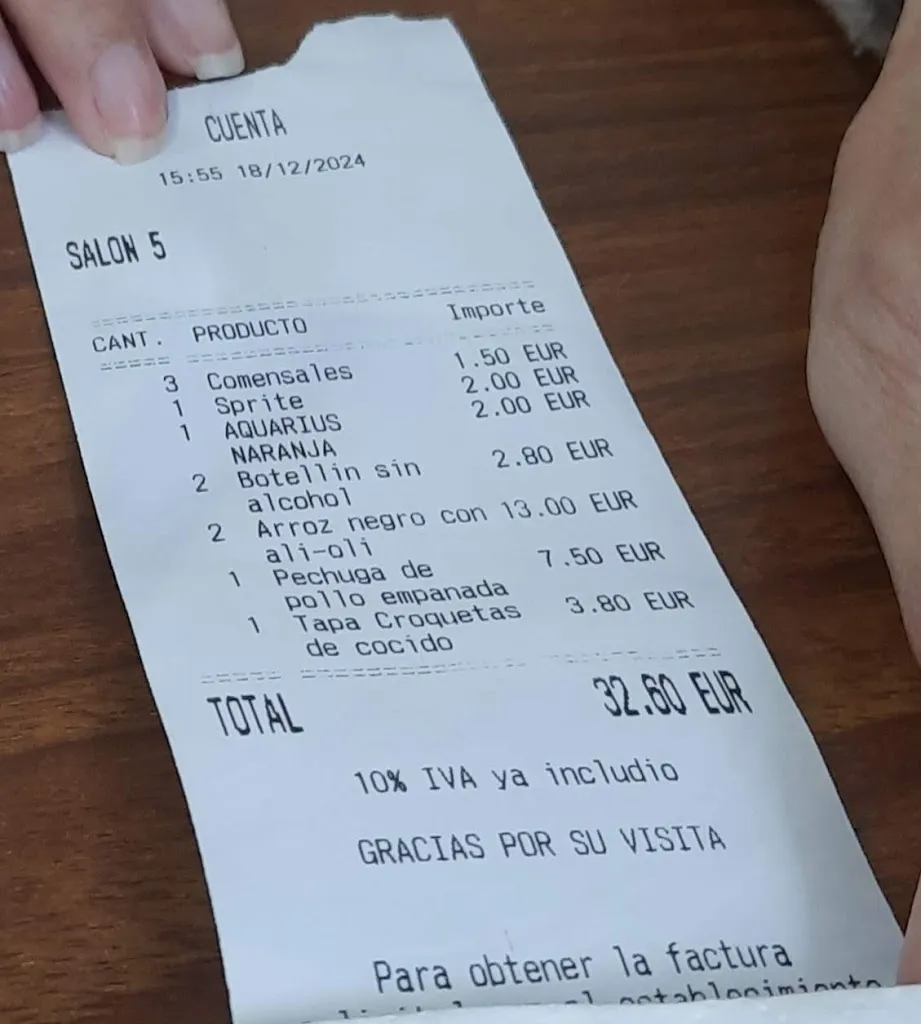 CUENTA
15:55 18/12/2024
SALON 5
CANT. PRODUCTO Importe
3 Comensales 1.50 EUR
1 Sprite 2.00 EUR
1 AQUARIUS 2.00 EUR
NARANJA
2 Botellin sin 2.80 EUR
alcohol
2 Arroz negro con 13.00 EUR
ali-oli
1 Pechuga de 7.50 EUR
pollo empanada
1 Tapa Croquetas 3.80 EUR
de cocido
TOTAL 32.60 EUR
10% IVA ya includio
GRACIAS POR SU VISITA
Para obtener la factura
el establecimiento